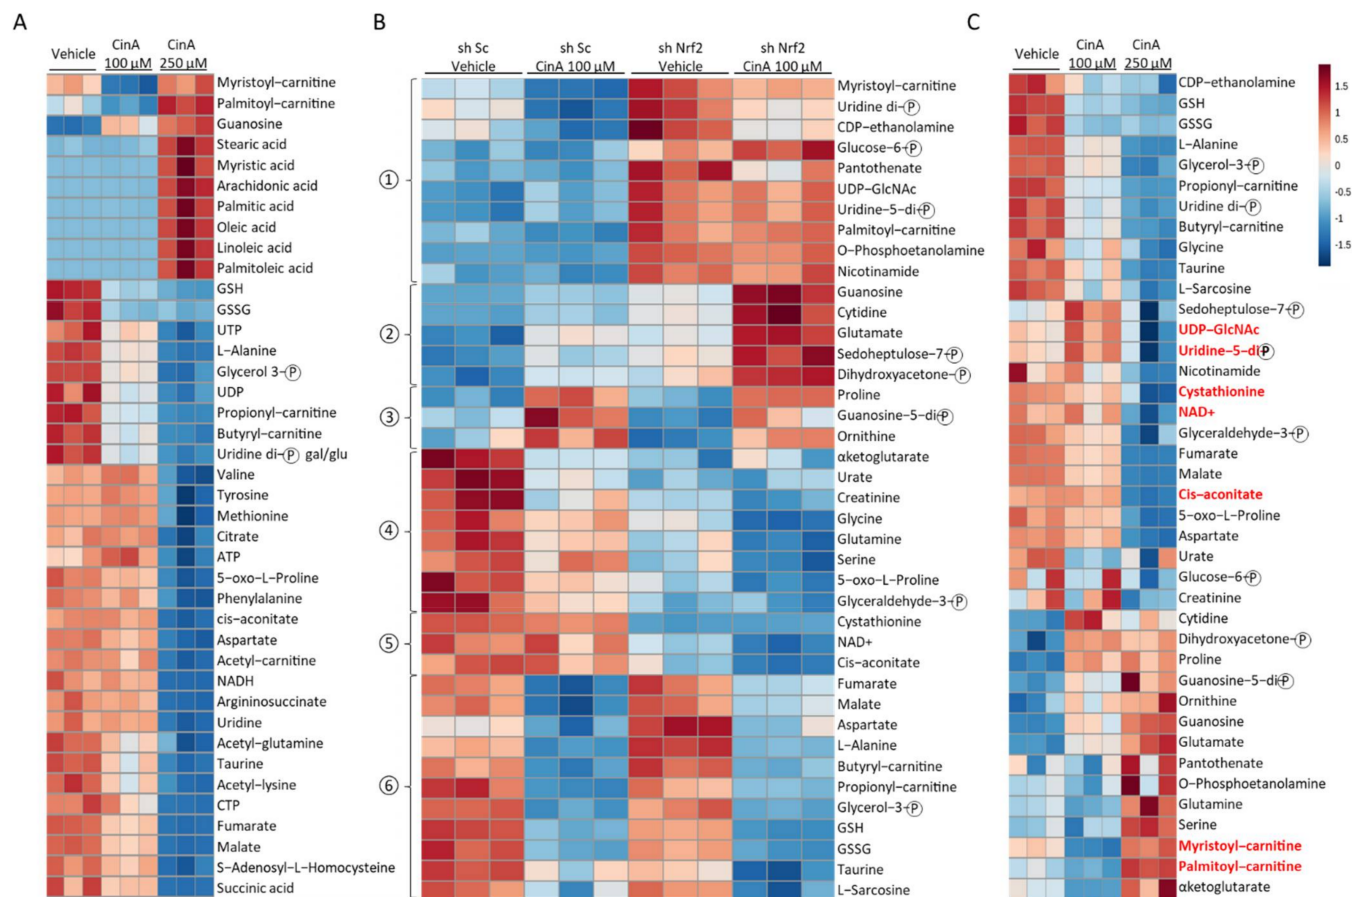 A
B
C
Vehicle
CinA
100 µM
CinA
250 µM
Myristoyl-carnitine
Palmitoyl-carnitine
Guanosine
Stearic acid
Myristic acid
Arachidonic acid
Palmitic acid
Oleic acid
Linoleic acid
Palmitoleic acid
GSH
GSSG
UTP
L-Alanine
Glycerol 3-Ⓟ
UDP
Propionyl-carnitine
Butyryl-carnitine
Uridine di-Ⓟ gal/glu
Valine
Tyrosine
Methionine
Citrate
ATP
5-oxo-L-Proline
Phenylalanine
cis-aconitate
Aspartate
Acetyl-carnitine
NADH
Argininosuccinate
Uridine
Acetyl-glutamine
Taurine
Acetyl-lysine
CTP
Fumarate
Malate
S-Adenosyl-L-Homocysteine
Succinic acid
sh Sc
Vehicle
sh Sc
CinA 100 µM
sh Nrf2
Vehicle
sh Nrf2
CinA 100 µM
①
②
③
④
⑤
⑥
Myristoyl-carnitine
Uridine di-Ⓟ
CDP-ethanolamine
Glucose-6-Ⓟ
Pantothenate
UDP-GlcNAc
Uridine-5-di-Ⓟ
Palmitoyl-carnitine
O-Phosphoetanolamine
Nicotinamide
Guanosine
Cytidine
Glutamate
Sedoheptulose-7-Ⓟ
Dihydroxyacetone-Ⓟ
Proline
Guanosine-5-di-Ⓟ
Ornithine
αketoglutarate
Urate
Creatinine
Glycine
Glutamine
Serine
5-oxo-L-Proline
Glyceraldehyde-3-Ⓟ
Cystathionine
NAD+
Cis-aconitate
Fumarate
Malate
Aspartate
L-Alanine
Butyryl-carnitine
Propionyl-carnitine
Glycerol-3-Ⓟ
GSH
GSSG
Taurine
L-Sarcosine
Vehicle
CinA
100 µM
CinA
250 µM
CDP-ethanolamine
GSH
GSSG
L-Alanine
Glycerol-3-Ⓟ
Propionyl-carnitine
Uridine di-Ⓟ
Butyryl-carnitine
Glycine
Taurine
L-Sarcosine
Sedoheptulose-7-Ⓟ
UDP-GlcNAc
Uridine-5-di-Ⓟ
Nicotinamide
Cystathionine
NAD+
Glyceraldehyde-3-Ⓟ
Fumarate
Malate
Cis-aconitate
5-oxo-L-Proline
Aspartate
Urate
Glucose-6-Ⓟ
Creatinine
Cytidine
Dihydroxyacetone-Ⓟ
Proline
Guanosine-5-di-Ⓟ
Ornithine
Guanosine
Glutamate
Pantothenate
O-Phosphoetanolamine
Glutamine
Serine
Myristoyl-carnitine
Palmitoyl-carnitine
αketoglutarate
1.5
1
0.5
0
-0.5
-1
-1.5